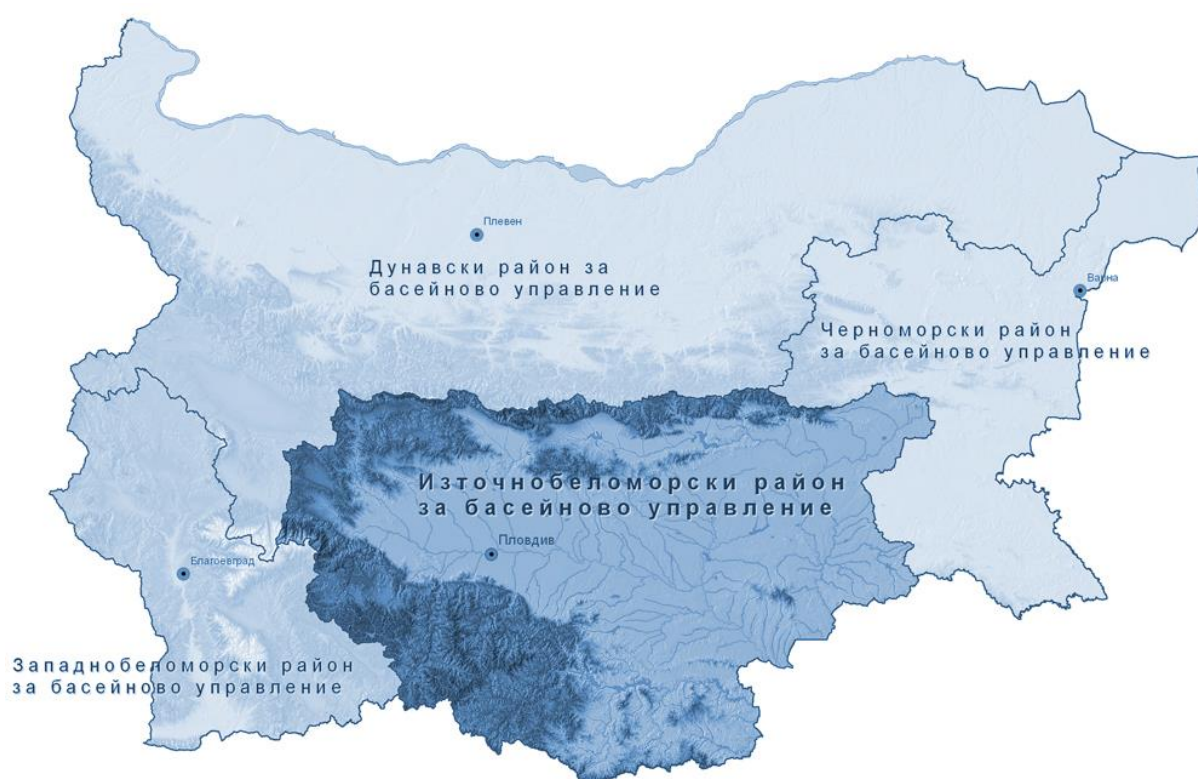 Плевен
Дунавски район за
басейново управление
Варна
Черноморски район
за басейново управление
Източнобеломорски район
за басейново управление
Пловдив
Благоевград
Западнобеломорски район
за басейново управление